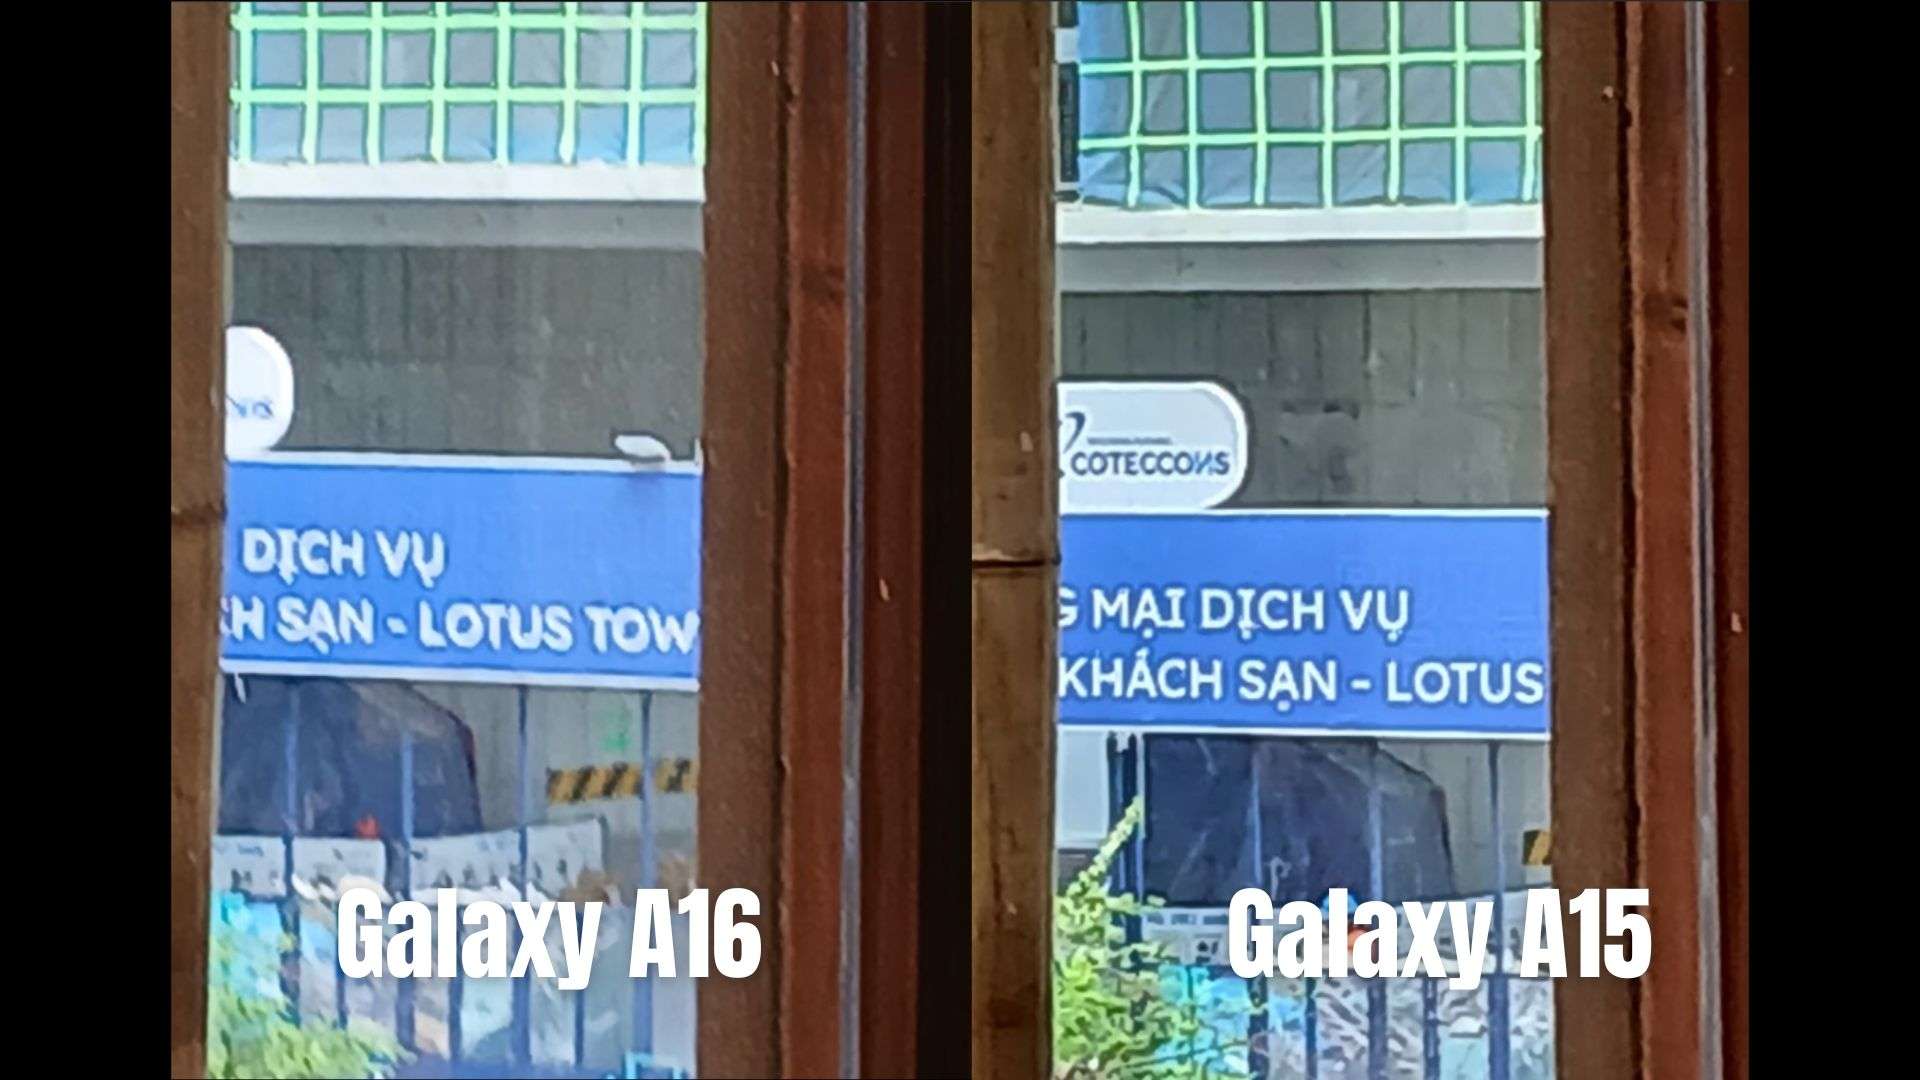 DỊCH VỤ
H SẠN - LOTUS TOW
Galaxy A16
COTECCONS
G MẠI DỊCH VỤ
KHÁCH SẠN - LOTUS
Galaxy A15